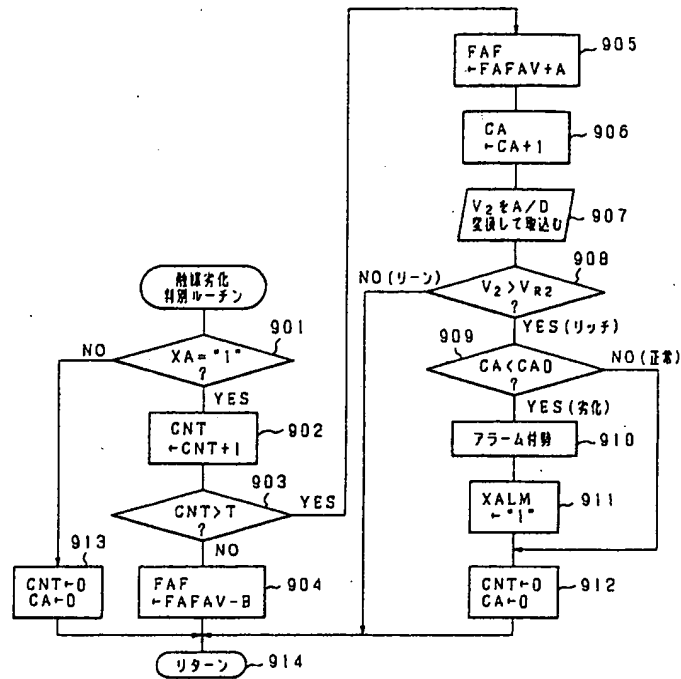 触媒劣化
判別ルーチン
901
XA="1"
?
NO
YES
CNT
←CNT+1
902
903
CNT>T
?
YES
NO
913
CNT←0
CA←0
FAF
←FAFAV-B
904
リターン
914
FAF
←FAFAV+A
905
CA
←CA+1
906
V2をA/D
変換して取込む
907
908
V2>VR2
?
NO(リーン)
YES(リッチ)
909
CA<CAO
?
NO(正常)
YES(劣化)
アラーム付勢
910
XALM
←"1"
911
CNT←0
CA←0
912